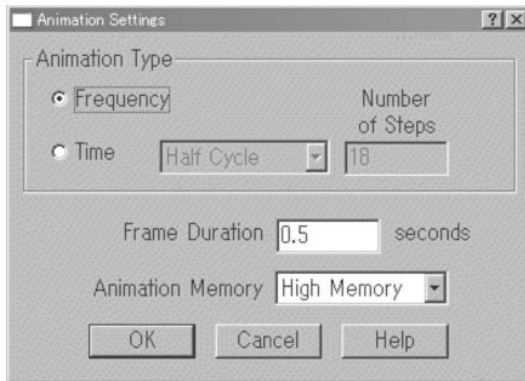 Animation Settings
Animation Type
Frequency
Number
of Steps
Time
Half Cycle
18
Frame Duration
0.5
seconds
Animation Memory
High Memory
OK
Cancel
Help